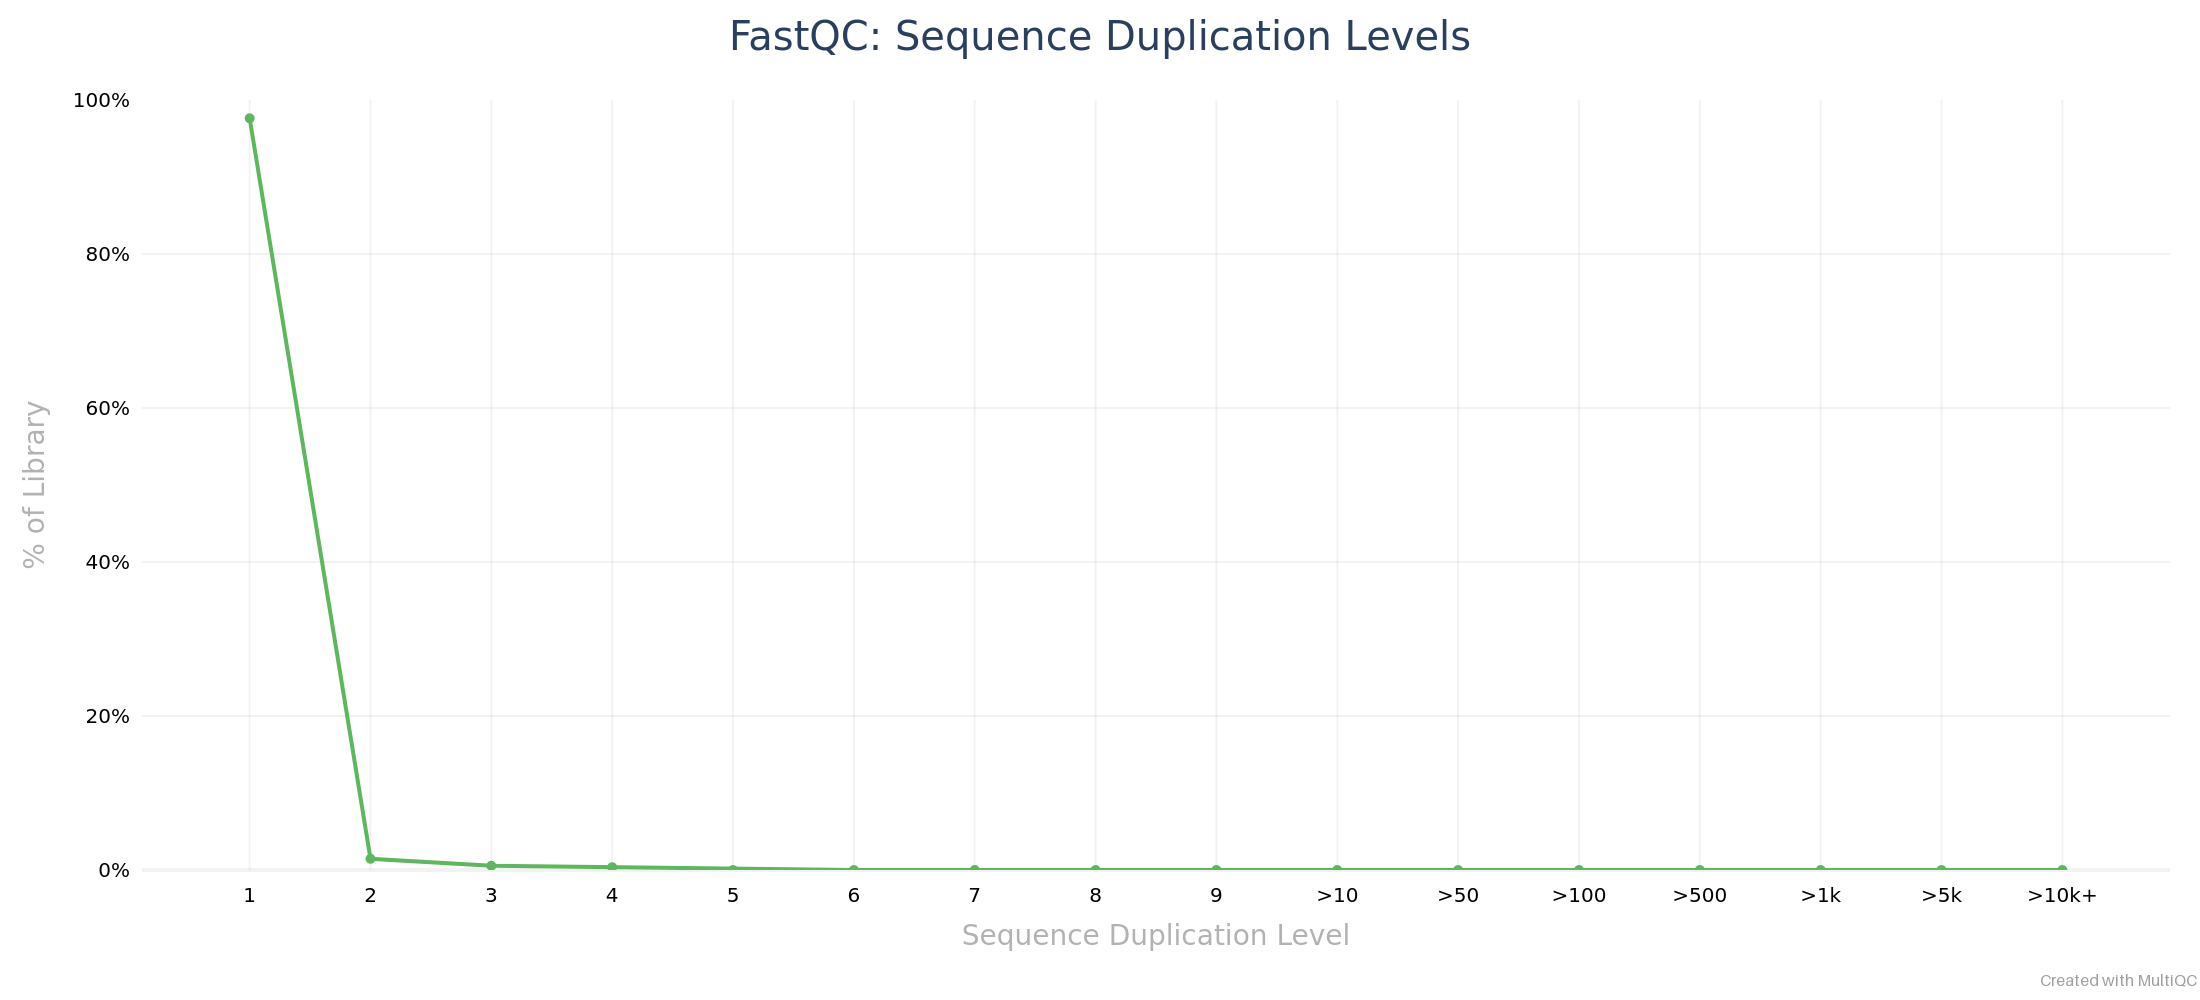 FastQC: Sequence Duplication Levels
100%
80%
60%
40%
20%
0%
% of Library
1 2 3 4 5 6 7 8 9 >10 >50 >100 >500 >1k >5k >10k+
Sequence Duplication Level
Created with MultiQC